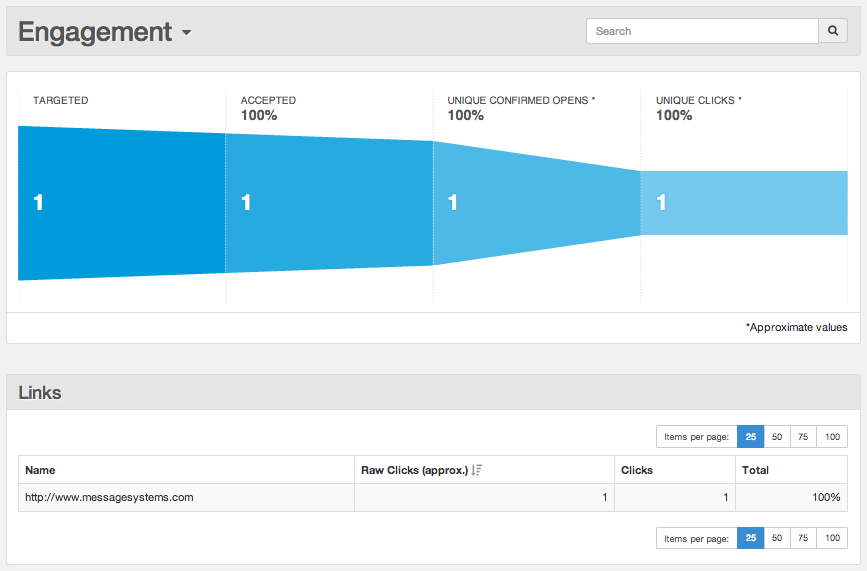 Engagement
Search
TARGETED
ACCEPTED
100%
UNIQUE CONFIRMED OPENS *
100%
UNIQUE CLICKS *
100%
1
1
1
1
*Approximate values
Links
Items per page: 25 50 75 100
Name Raw Clicks (approx.) Clicks Total
http://www.messagesystems.com 1 1 100%
Items per page: 25 50 75 100